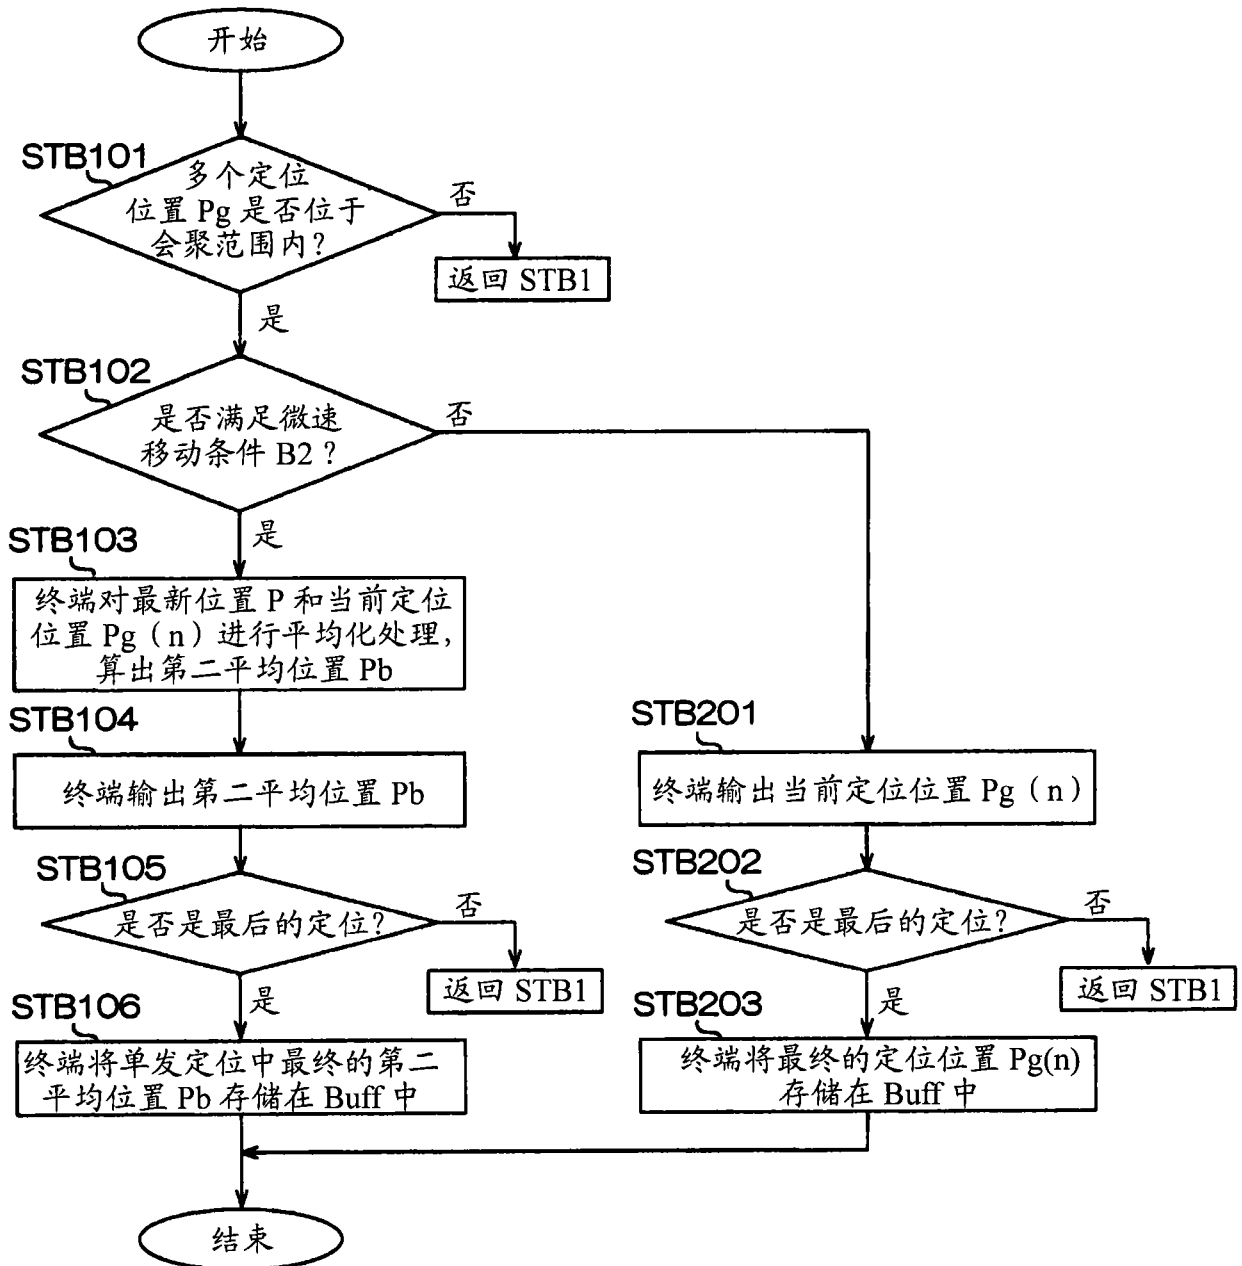 开始
STB101
多个定位
位置 Pg 是否位于
会聚范围内？
否
返回 STB1
是
STB102
是否满足微速
移动条件 B2？
否
是
STB103
终端对最新位置 P 和当前定位
位置 Pg（n）进行平均化处理，
算出第二平均位置 Pb
STB104
终端输出第二平均位置 Pb
STB105
是否是最后的定位？
否
返回 STB1
是
STB106
终端将单发定位中最终的第二
平均位置 Pb 存储在 Buff 中
STB201
终端输出当前定位位置 Pg（n）
STB202
是否是最后的定位？
否
返回 STB1
是
STB203
终端将最终的定位位置 Pg(n)
存储在 Buff 中
结束